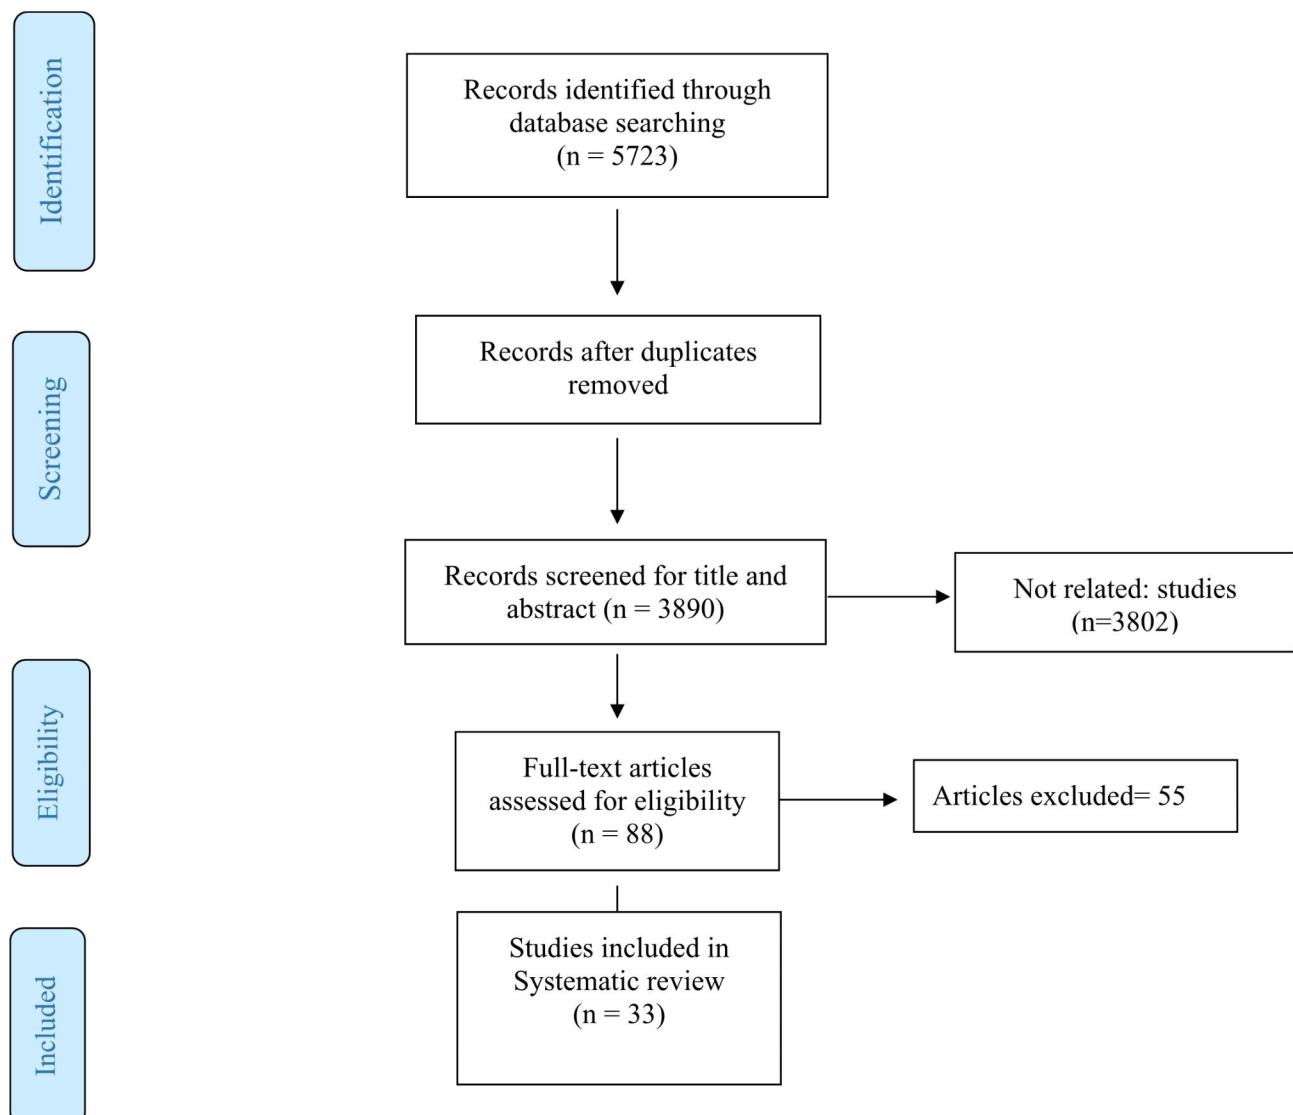 Identification
Records identified through
database searching
(n = 5723)
Screening
Records after duplicates
removed
Records screened for title and
abstract (n = 3890)
Not related: studies
(n=3802)
Eligibility
Full-text articles
assessed for eligibility
(n = 88)
Articles excluded= 55
Included
Studies included in
Systematic review
(n = 33)